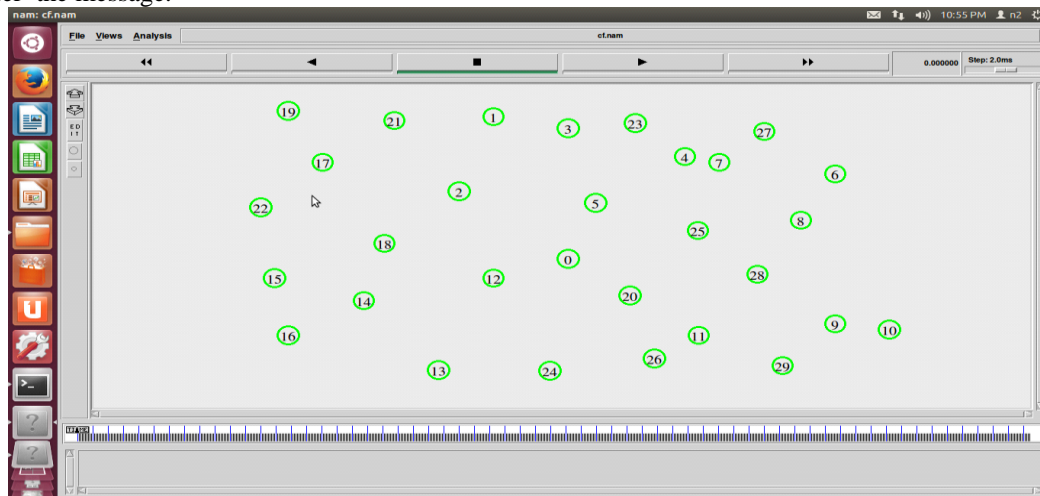 the message.
nam: cf.nam 10:55 PM n2
File Views Analysis cf.nam
0.000000 Step: 2.0ms
19 21 1 3 23 27
17 4 7 6
22 2 5 8
18 25
15 12 0 28
14 20
16 11 9 10
13 24 26 29